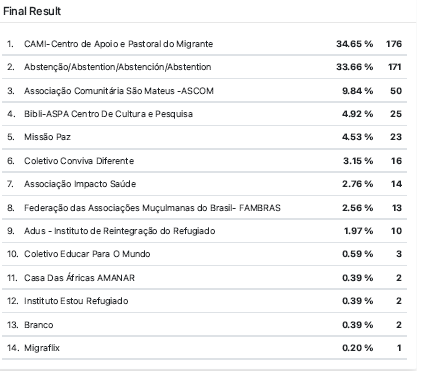 Final Result
1. CAMI-Centro de Apoio e Pastoral do Migrante 34.65 % 176
2. Abstenção/Abstention/Abstención/Abstention 33.66 % 171
3. Associação Comunitária São Mateus -ASCOM 9.84 % 50
4. Bibli-ASPA Centro De Cultura e Pesquisa 4.92 % 25
5. Missão Paz 4.53 % 23
6. Coletivo Conviva Diferente 3.15 % 16
7. Associação Impacto Saúde 2.76 % 14
8. Federação das Associações Muçulmanas do Brasil- FAMBRAS 2.56 % 13
9. Adus - Instituto de Reintegração do Refugiado 1.97 % 10
10. Coletivo Educar Para O Mundo 0.59 % 3
11. Casa Das Áfricas AMANAR 0.39 % 2
12. Instituto Estou Refugiado 0.39 % 2
13. Branco 0.39 % 2
14. Migraflix 0.20 % 1